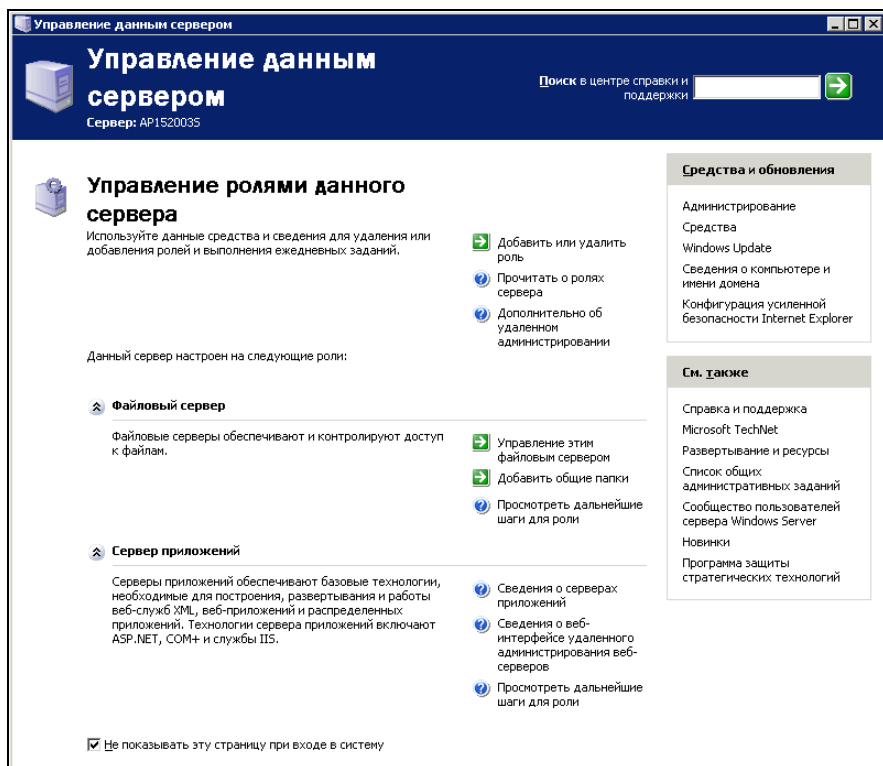 Управление данным сервером
Управление данным
сервером
Сервер: AP152003S
Поиск в центре справки и
поддержки
Управление ролями данного
сервера
Используйте данные средства и сведения для удаления или
добавления ролей и выполнения ежедневных заданий.
Добавить или удалить
роль
Прочитать о ролях
сервера
Дополнительно об
удаленном
администрировании
Данный сервер настроен на следующие роли:
Файловый сервер
Файловые серверы обеспечивают и контролируют доступ
к файлам.
Управление этим
файловым сервером
Добавить общие папки
Просмотреть дальнейшие
шаги для роли
Сервер приложений
Серверы приложений обеспечивают базовые технологии,
необходимые для построения, развертывания и работы
веб-служб XML, веб-приложений и распределенных
приложений. Технологии сервера приложений включают
ASP.NET, COM+ и службы IIS.
Сведения о серверах
приложений
Сведения о веб-
интерфейсе удаленного
администрирования веб-
серверов
Просмотреть дальнейшие
шаги для роли
Не показывать эту страницу при входе в систему
Средства и обновления
Администрирование
Средства
Windows Update
Сведения о компьютере и
имени домена
Конфигурация усиленной
безопасности Internet Explorer
См. также
Справка и поддержка
Microsoft TechNet
Развертывание и ресурсы
Список общих
административных заданий
Сообщество пользователей
сервера Windows Server
Новинки
Программа защиты
стратегических технологий